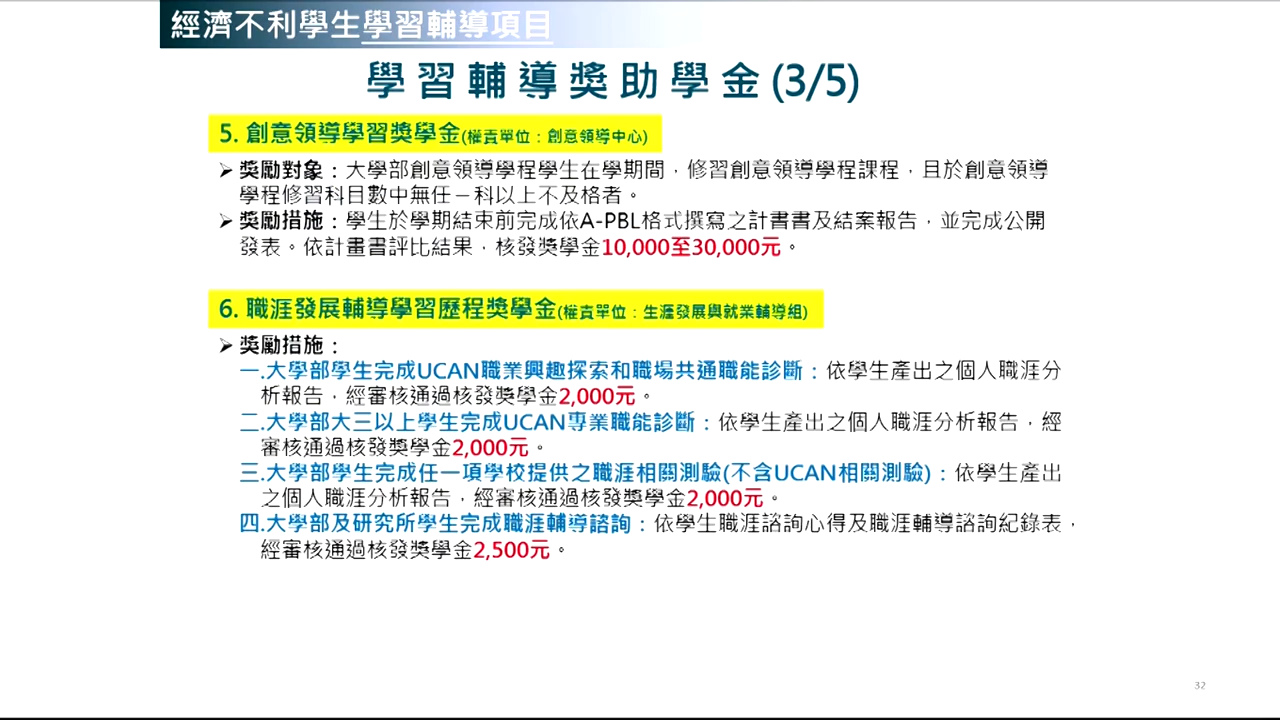 經濟不利學生學習輔導項目
學習輔導獎助學金(3/5)
5. 創意領導學習獎學金(權責單位：創意領導中心)
➢ 獎勵對象：大學部創意領導學程學生在學期間，修習創意領導學程課程，且於創意領導
學程修習科目數中無任一科以上不及格者。
➢ 獎勵措施：學生於學期結束前完成依A-PBL格式撰寫之計畫書及結案報告，並完成公開
發表。依計畫書評比結果，核發獎學金10,000至30,000元。
6. 職涯發展輔導學習歷程獎學金(權責單位：生涯發展與就業輔導組)
➢ 獎勵措施：
一.大學部學生完成UCAN職業興趣探索和職場共通職能診斷：依學生產出之個人職涯分
析報告，經審核通過核發獎學金2,000元。
二.大學部大三以上學生完成UCAN專業職能診斷：依學生產出之個人職涯分析報告，經
審核通過核發獎學金2,000元。
三.大學部學生完成任一項學校提供之職涯相關測驗(不含UCAN相關測驗)：依學生產出
之個人職涯分析報告，經審核通過核發獎學金2,000元。
四.大學部及研究所學生完成職涯輔導諮詢：依學生職涯諮詢心得及職涯輔導諮詢紀錄表，
經審核通過核發獎學金2,500元。
32